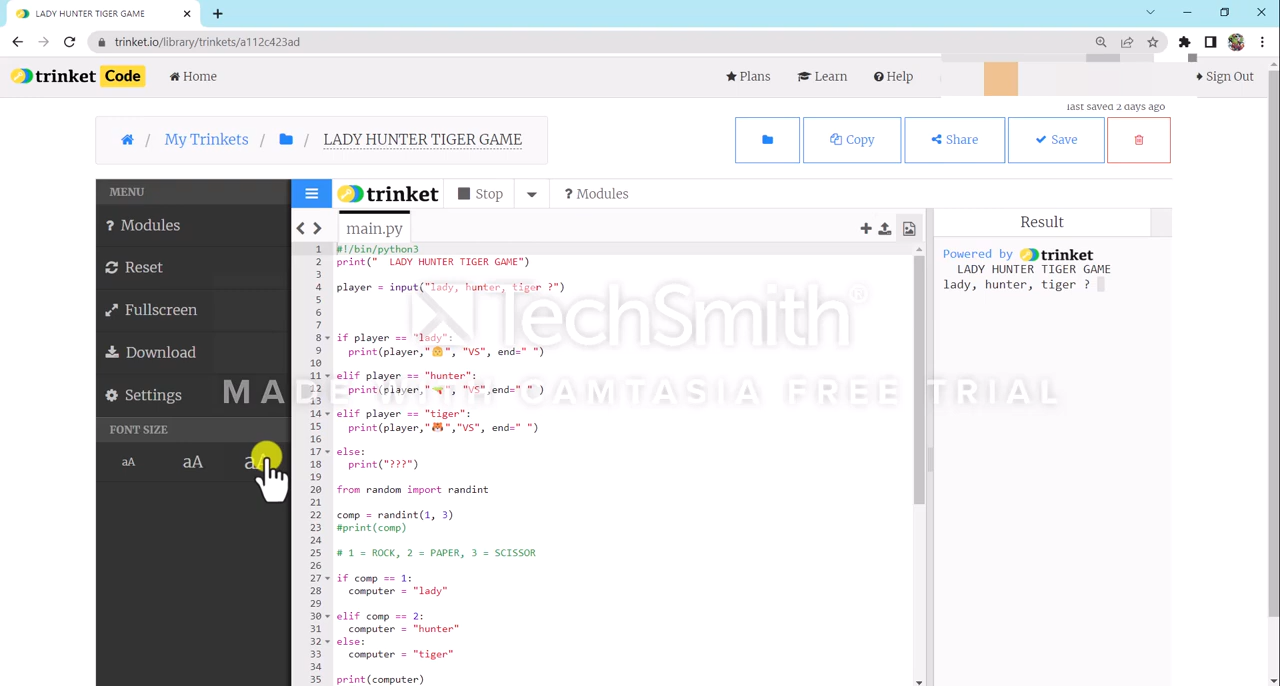 LADY HUNTER TIGER GAME
trinket.io/library/trinkets/a112c423ad
trinket Code Home Plans Learn Help Sign Out
last saved 2 days ago
/ My Trinkets / / LADY HUNTER TIGER GAME Copy Share Save
MENU
? Modules
Reset
Fullscreen
Download
Settings
FONT SIZE
aA aA aA
trinket Stop ? Modules
main.py
1 #!/bin/python3
2 print("  LADY HUNTER TIGER GAME")
3
4 player = input("lady, hunter, tiger ?")
5
6
7
8 if player == "lady":
9 print(player,"👸", "VS", end=" ")
10
11 elif player == "hunter":
12 print(player,"🔫", "VS",end=" " )
13
14 elif player == "tiger":
15 print(player,"🐯","VS", end=" ")
16
17 else:
18 print("???")
19
20 from random import randint
21
22 comp = randint(1, 3)
23 #print(comp)
24
25 # 1 = ROCK, 2 = PAPER, 3 = SCISSOR
26
27 if comp == 1:
28 computer = "lady"
29
30 elif comp == 2:
31 computer = "hunter"
32 else:
33 computer = "tiger"
34
35 print(computer)
Result
Powered by trinket
LADY HUNTER TIGER GAME
lady, hunter, tiger ?
TechSmith®
MADE WITH CAMTASIA FREE TRIAL